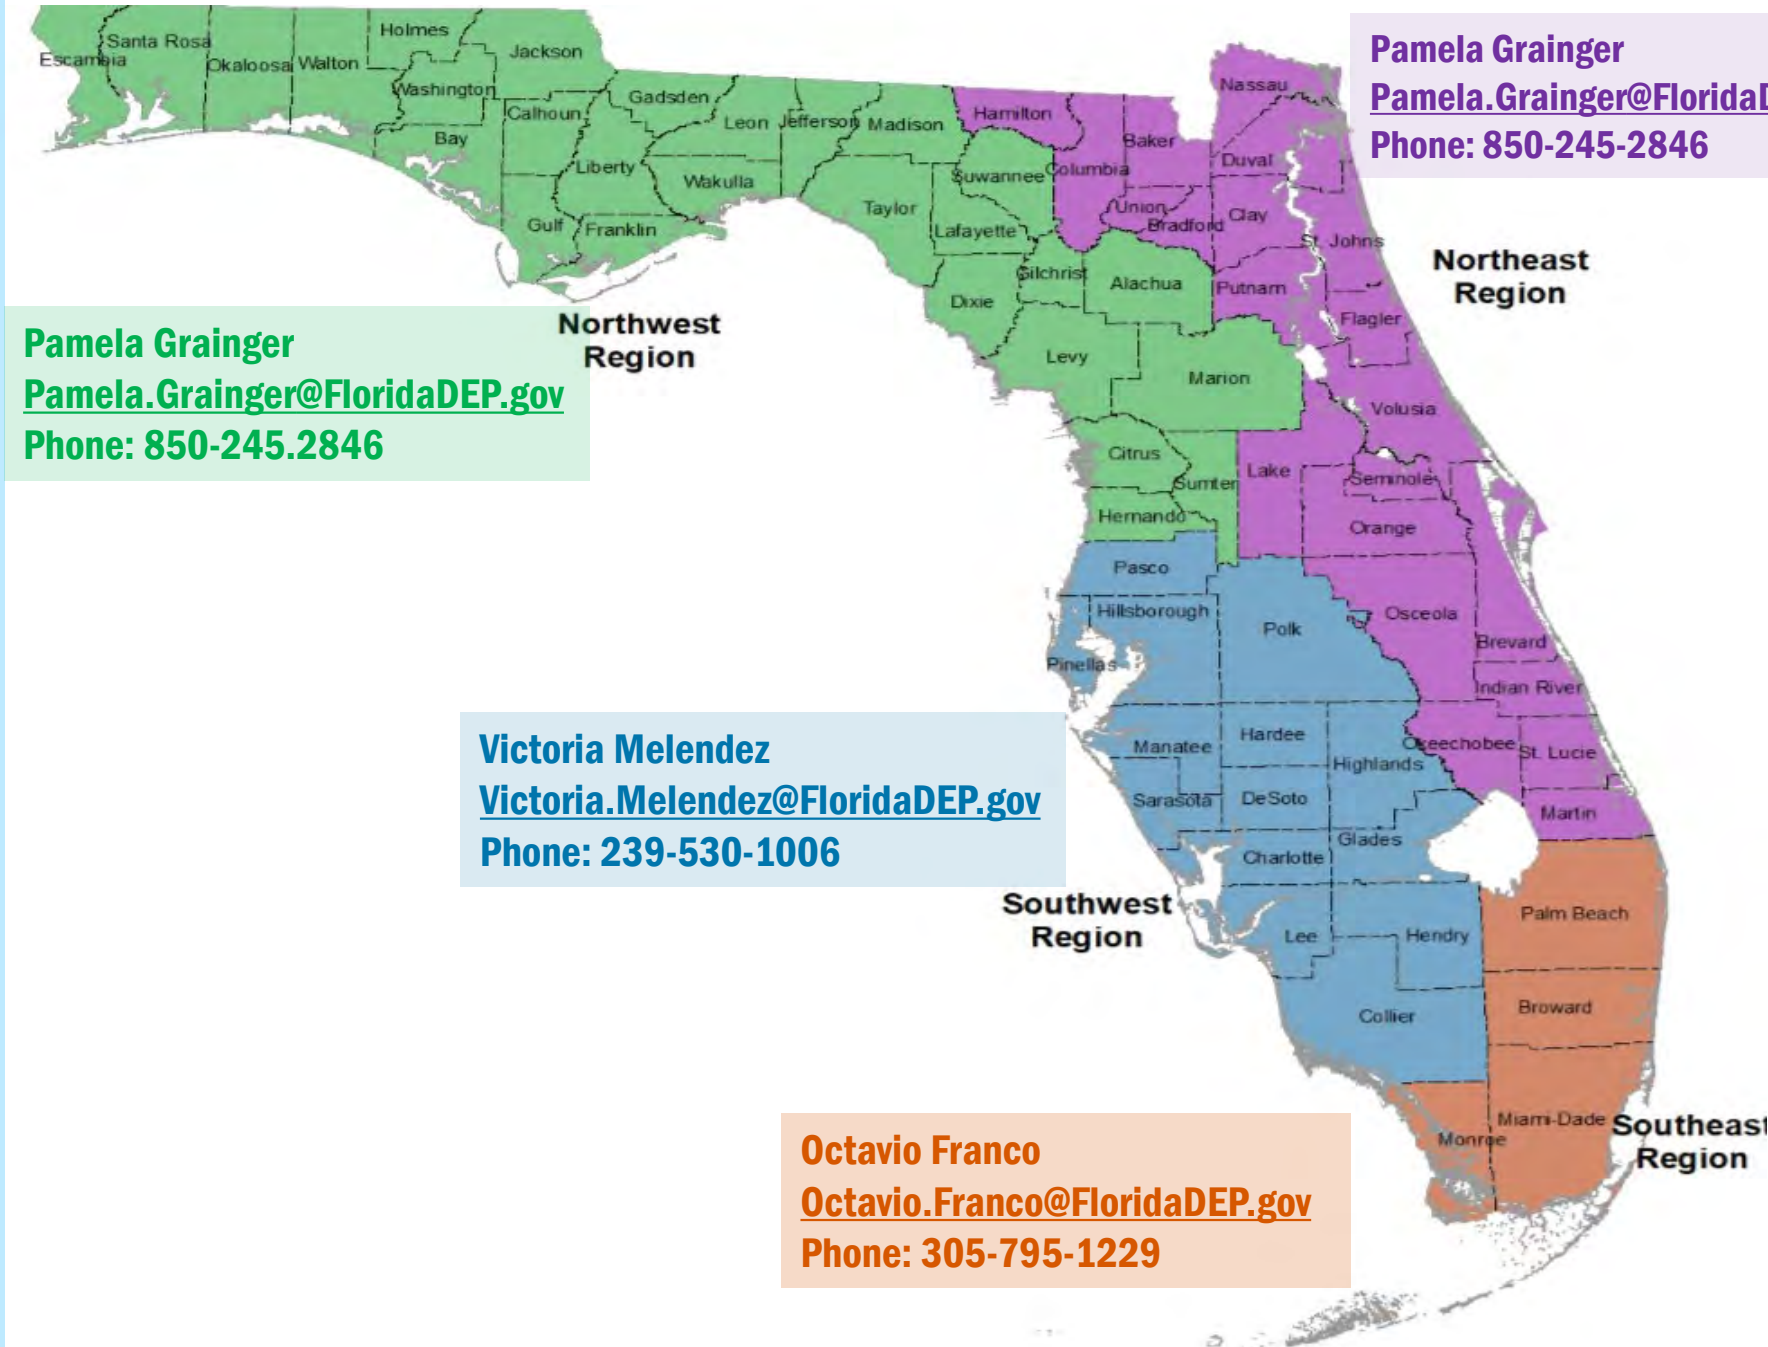 Escambia
Santa Rosa
Okaloosa
Walton
Holmes
Washington
Jackson
Bay
Calhoun
Gulf
Liberty
Gadsden
Franklin
Leon
Wakulla
Jefferson
Madison
Taylor
Hamilton
Suwannee
Lafayette
Dixie
Columbia
Gilchrist
Levy
Baker
Union
Bradford
Alachua
Marion
Nassau
Duval
Clay
St. Johns
Putnam
Flagler
Volusia
Citrus
Sumter
Hernando
Lake
Seminole
Orange
Pasco
Hillsborough
Pinellas
Polk
Osceola
Brevard
Indian River
Manatee
Hardee
Highlands
Okeechobee
St. Lucie
Sarasota
DeSoto
Martin
Charlotte
Glades
Lee
Hendry
Palm Beach
Collier
Broward
Monroe
Miami-Dade
Pamela Grainger
Pamela.Grainger@FloridaD
Phone: 850-245-2846
Northeast
Region
Northwest
Region
Pamela Grainger
Pamela.Grainger@FloridaDEP.gov
Phone: 850-245.2846
Victoria Melendez
Victoria.Melendez@FloridaDEP.gov
Phone: 239-530-1006
Southwest
Region
Octavio Franco
Octavio.Franco@FloridaDEP.gov
Phone: 305-795-1229
Southeast
Region